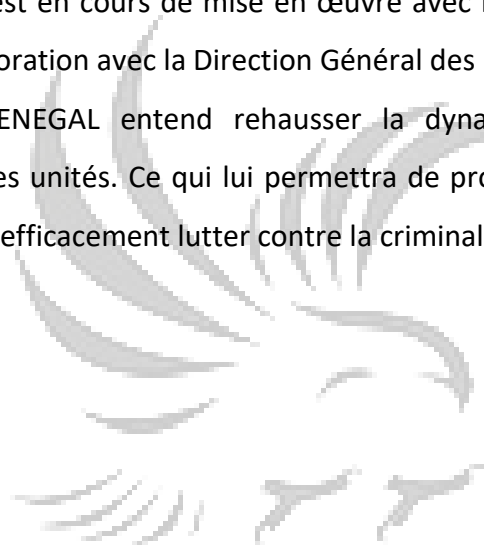 est en cours de mise en œuvre avec
oration avec la Direction Général des
ENEGAL entend rehausser la dyna
es unités. Ce qui lui permettra de pro
efficacement lutter contre la criminal